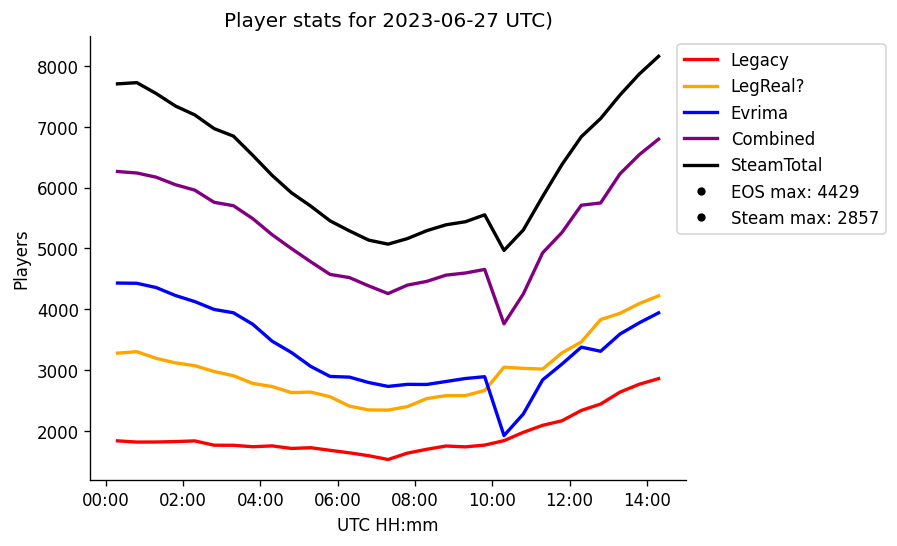 Player stats for 2023-06-27 UTC)
Legacy
LegReal?
Evrima
Combined
SteamTotal
EOS max: 4429
Steam max: 2857
Players
8000
7000
6000
5000
4000
3000
2000
00:00 02:00 04:00 06:00 08:00 10:00 12:00 14:00
UTC HH:mm